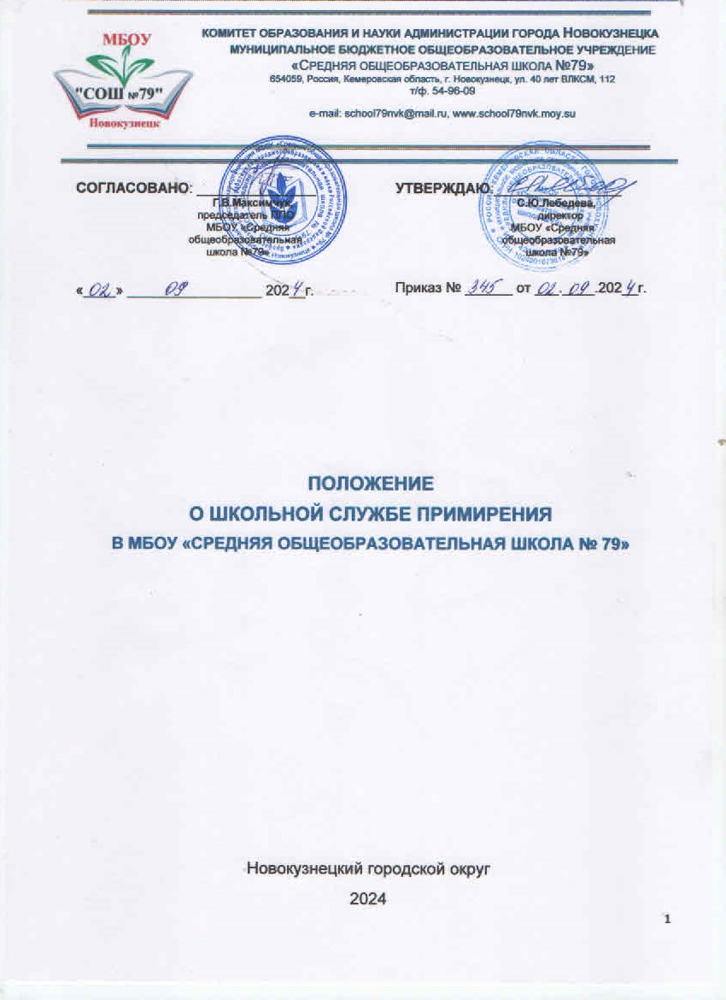 МБОУ
"СОШ №79"
Новокузнецк
КОМИТЕТ ОБРАЗОВАНИЯ И НАУКИ АДМИНИСТРАЦИИ ГОРОДА НОВОКУЗНЕЦКА
МУНИЦИПАЛЬНОЕ БЮДЖЕТНОЕ ОБЩЕОБРАЗОВАТЕЛЬНОЕ УЧРЕЖДЕНИЕ
«СРЕДНЯЯ ОБЩЕОБРАЗОВАТЕЛЬНАЯ ШКОЛА №79»
654059, Россия, Кемеровская область, г. Новокузнецк, ул. 40 лет ВЛКСМ, 112
т/ф. 54-96-09
e-mail: school79nvk@mail.ru, www.school79nvk.moy.su
СОГЛАСОВАНО:
Г.В.Максимчук
председатель ППО
МБОУ «Средняя
общеобразовательная
школа №79»
«02» 09 2024г.
УТВЕРЖДАЮ:
С.Ю.Лебедева,
директор
МБОУ «Средняя
общеобразовательная
школа №79»
Приказ № 345 от 02.09.2024г.
ПОЛОЖЕНИЕ
О ШКОЛЬНОЙ СЛУЖБЕ ПРИМИРЕНИЯ
В МБОУ «СРЕДНЯЯ ОБЩЕОБРАЗОВАТЕЛЬНАЯ ШКОЛА № 79»
Новокузнецкий городской округ
2024
1